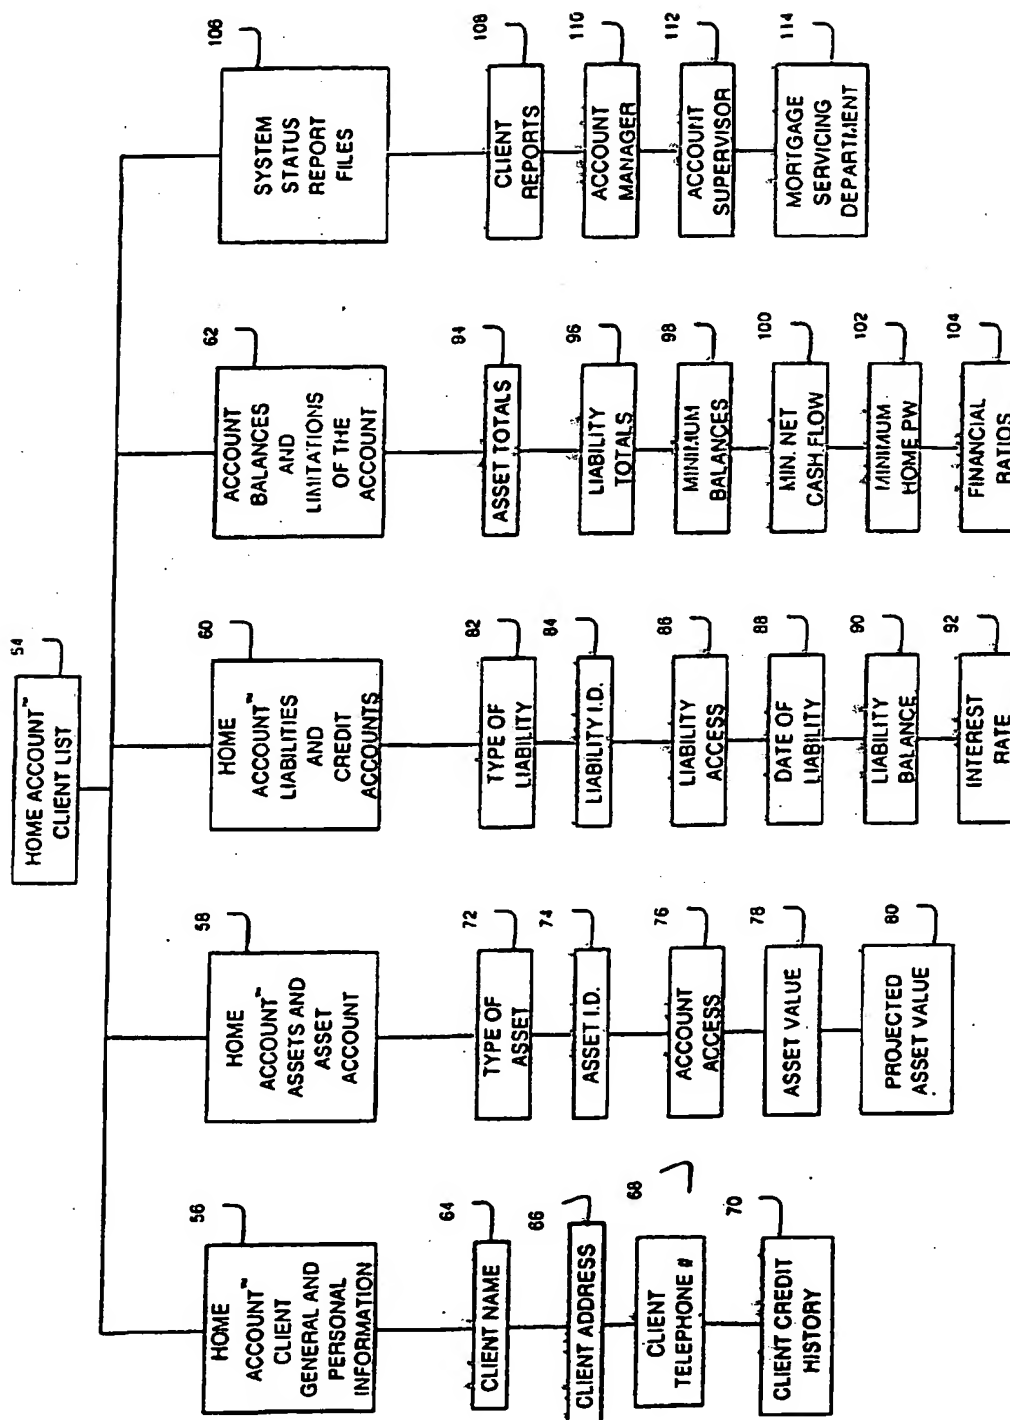 54
HOME ACCOUNT™
CLIENT LIST
56
HOME
ACCOUNT™
CLIENT
GENERAL AND
PERSONAL
INFORMATION
64
CLIENT NAME
66
CLIENT ADDRESS
68
CLIENT
TELEPHONE #
70
CLIENT CREDIT
HISTORY
58
HOME
ACCOUNT™
ASSETS AND
ASSET
ACCOUNT
72
TYPE OF
ASSET
74
ASSET I.D.
76
ACCOUNT
ACCESS
78
ASSET VALUE
80
PROJECTED
ASSET VALUE
60
HOME
ACCOUNT™
LIABILITIES
AND
CREDIT
ACCOUNTS
82
TYPE OF
LIABILITY
84
LIABILITY I.D.
86
LIABILITY
ACCESS
88
DATE OF
LIABILITY
90
LIABILITY
BALANCE
92
INTEREST
RATE
62
ACCOUNT
BALANCES
AND
LIMITATIONS
OF THE
ACCOUNT
94
ASSET TOTALS
96
LIABILITY
TOTALS
98
MINIMUM
BALANCES
100
MIN. NET
CASH FLOW
102
MINIMUM
HOME PW
104
FINANCIAL
RATIOS
106
SYSTEM
STATUS
REPORT
FILES
108
CLIENT
REPORTS
110
ACCOUNT
MANAGER
112
ACCOUNT
SUPERVISOR
114
MORTGAGE
SERVICING
DEPARTMENT